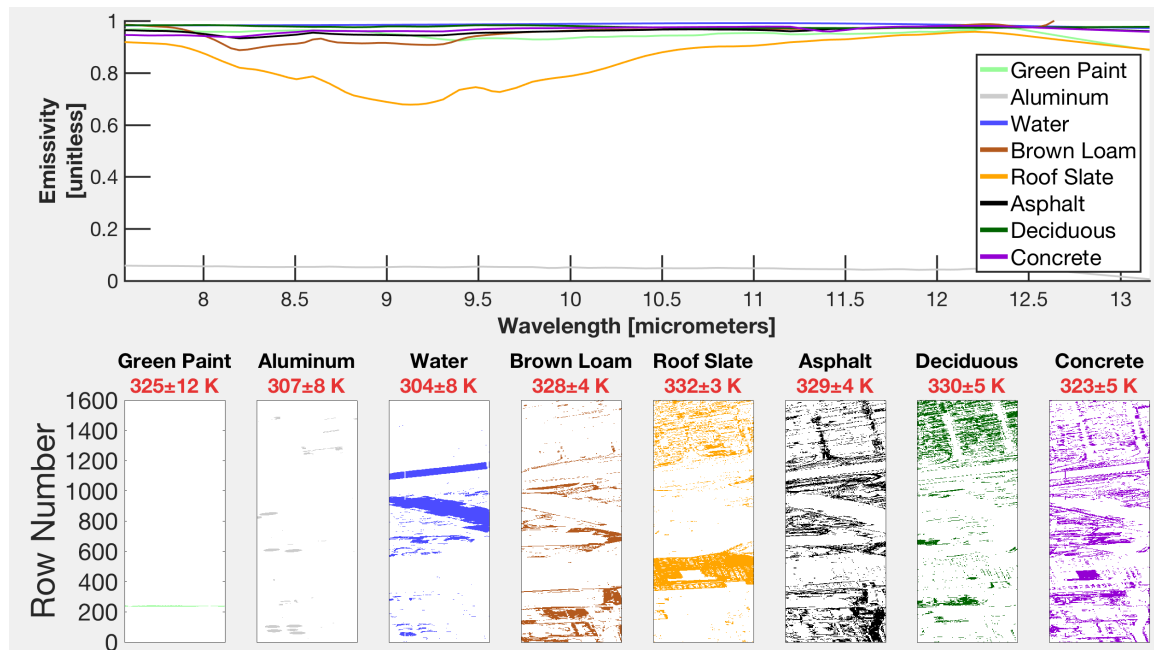 1
0.8
0.6
0.4
0.2
0
Emissivity
[unitless]
8 8.5 9 9.5 10 10.5 11 11.5 12 12.5 13
Wavelength [micrometers]
Green Paint
Aluminum
Water
Brown Loam
Roof Slate
Asphalt
Deciduous
Concrete
Green Paint Aluminum Water Brown Loam Roof Slate Asphalt Deciduous Concrete
325±12 K 307±8 K 304±8 K 328±4 K 332±3 K 329±4 K 330±5 K 323±5 K
1600
1400
1200
1000
800
600
400
200
0
Row Number